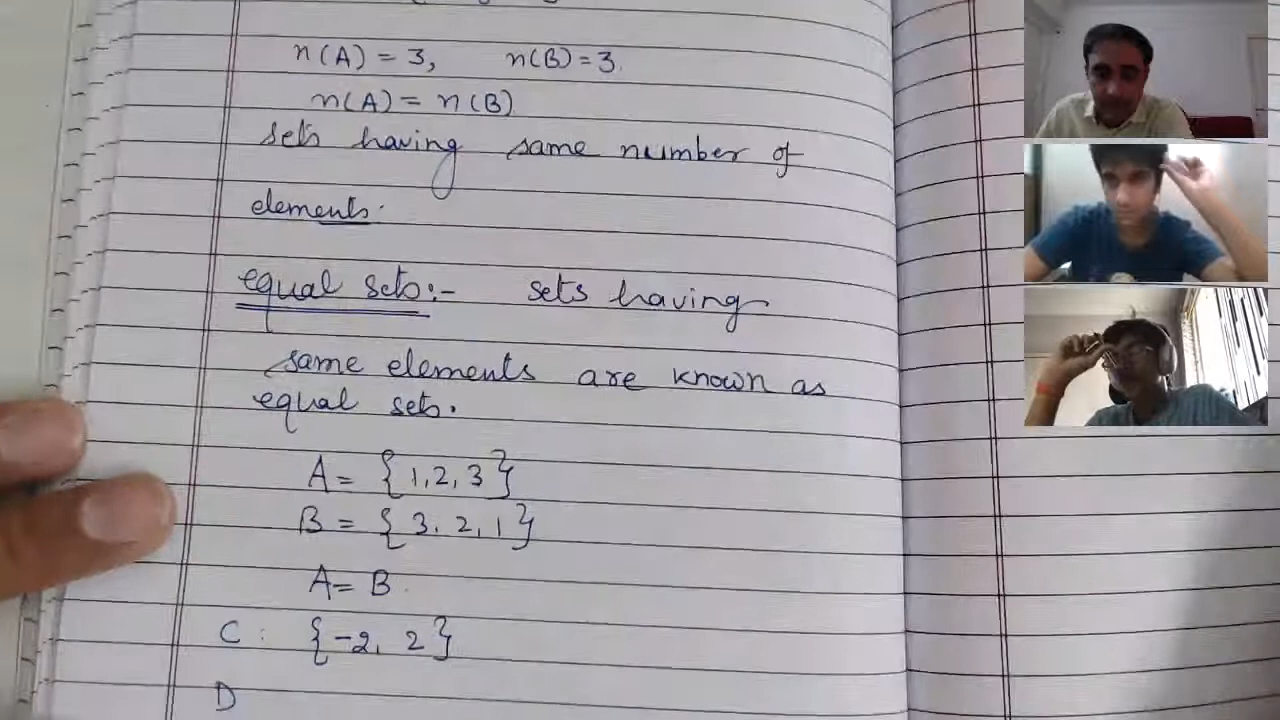 n(A) = 3, n(B) = 3.
n(A) = n(B)
sets having same number of
elements.
equal sets:- sets having
same elements are known as
equal sets.
A = {1, 2, 3}
B = {3, 2, 1}
A = B.
C : {-2, 2}
D